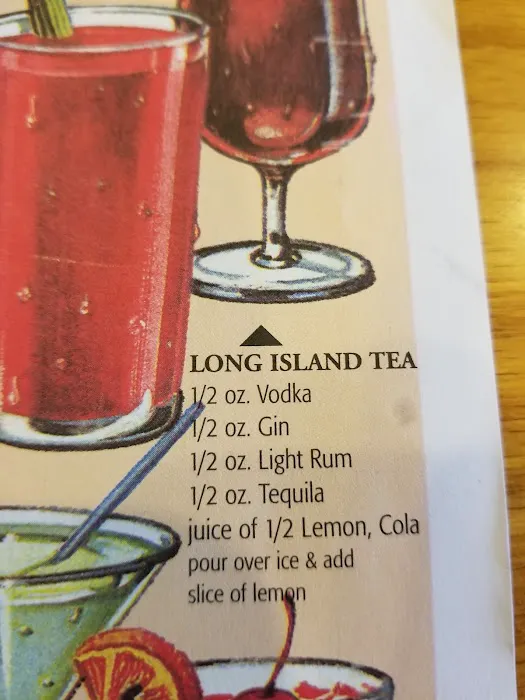 LONG ISLAND TEA
1/2 oz. Vodka
1/2 oz. Gin
1/2 oz. Light Rum
1/2 oz. Tequila
juice of 1/2 Lemon, Cola
pour over ice & add
slice of lemon